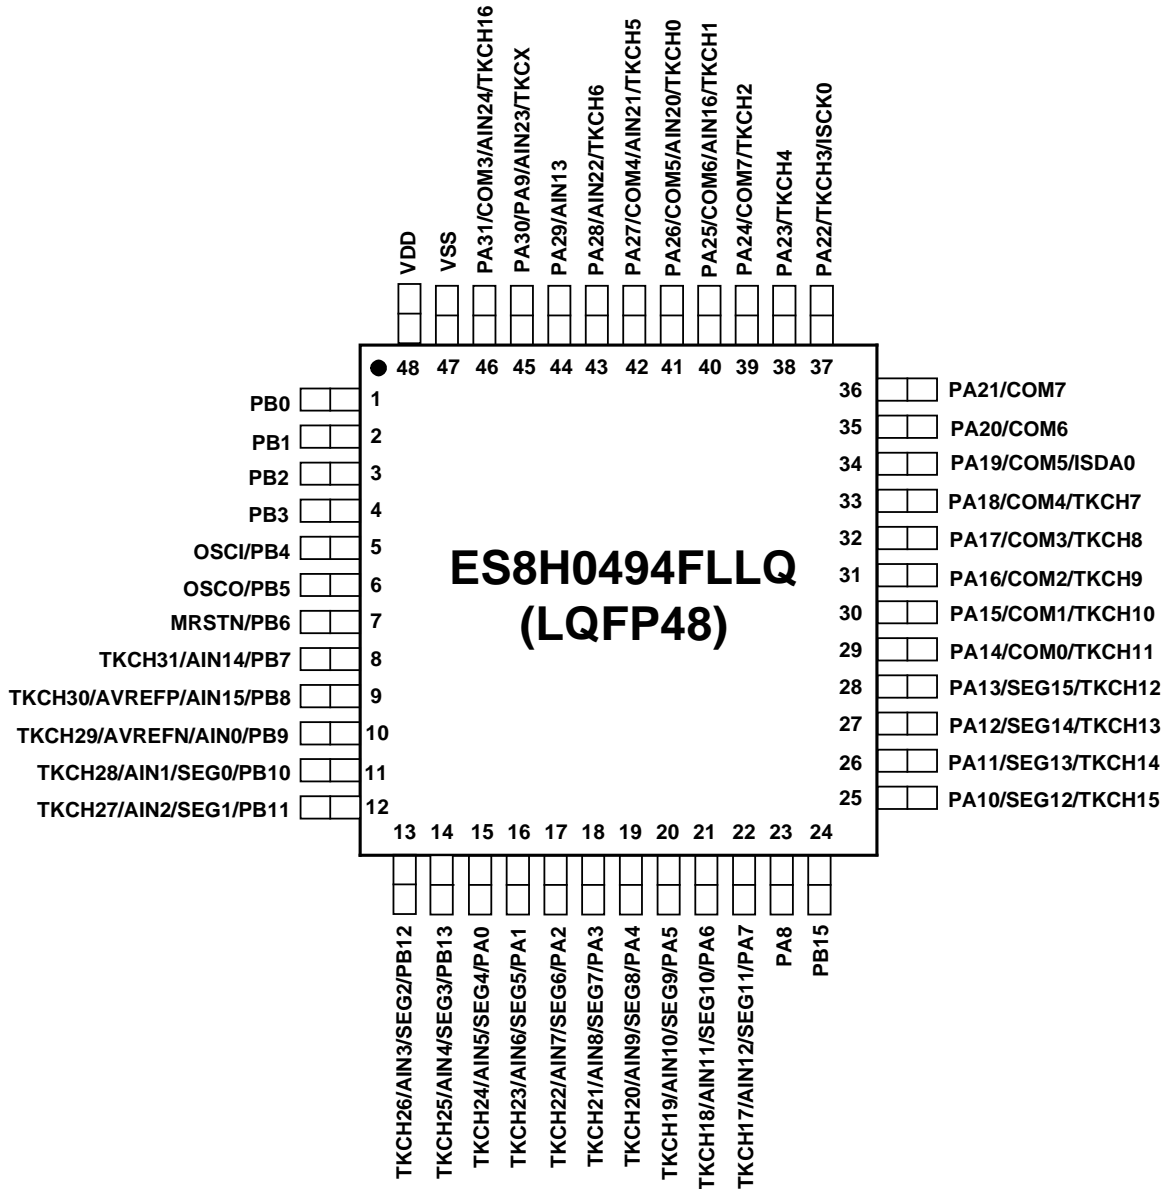 PA31/COM3/AIN24/TKCH16
PA30/PA9/AIN23/TKCX
PA29/AIN13
PA28/AIN22/TKCH6
PA27/COM4/AIN21/TKCH5
PA26/COM5/AIN20/TKCH0
PA25/COM6/AIN16/TKCH1
PA24/COM7/TKCH2
PA23/TKCH4
PA22/TKCH3/ISCK0
VDD
VSS
48 47 46 45 44 43 42 41 40 39 38 37
PB0 1
PB1 2
PB2 3
PB3 4
OSCI/PB4 5
OSCO/PB5 6
MRSTN/PB6 7
TKCH31/AIN14/PB7 8
TKCH30/AVREFP/AIN15/PB8 9
TKCH29/AVREFN/AIN0/PB9 10
TKCH28/AIN1/SEG0/PB10 11
TKCH27/AIN2/SEG1/PB11 12
ES8H0494FLLQ
(LQFP48)
36 PA21/COM7
35 PA20/COM6
34 PA19/COM5/ISDA0
33 PA18/COM4/TKCH7
32 PA17/COM3/TKCH8
31 PA16/COM2/TKCH9
30 PA15/COM1/TKCH10
29 PA14/COM0/TKCH11
28 PA13/SEG15/TKCH12
27 PA12/SEG14/TKCH13
26 PA11/SEG13/TKCH14
25 PA10/SEG12/TKCH15
13 14 15 16 17 18 19 20 21 22 23 24
TKCH26/AIN3/SEG2/PB12
TKCH25/AIN4/SEG3/PB13
TKCH24/AIN5/SEG4/PA0
TKCH23/AIN6/SEG5/PA1
TKCH22/AIN7/SEG6/PA2
TKCH21/AIN8/SEG7/PA3
TKCH20/AIN9/SEG8/PA4
TKCH19/AIN10/SEG9/PA5
TKCH18/AIN11/SEG10/PA6
TKCH17/AIN12/SEG11/PA7
PA8
PB15